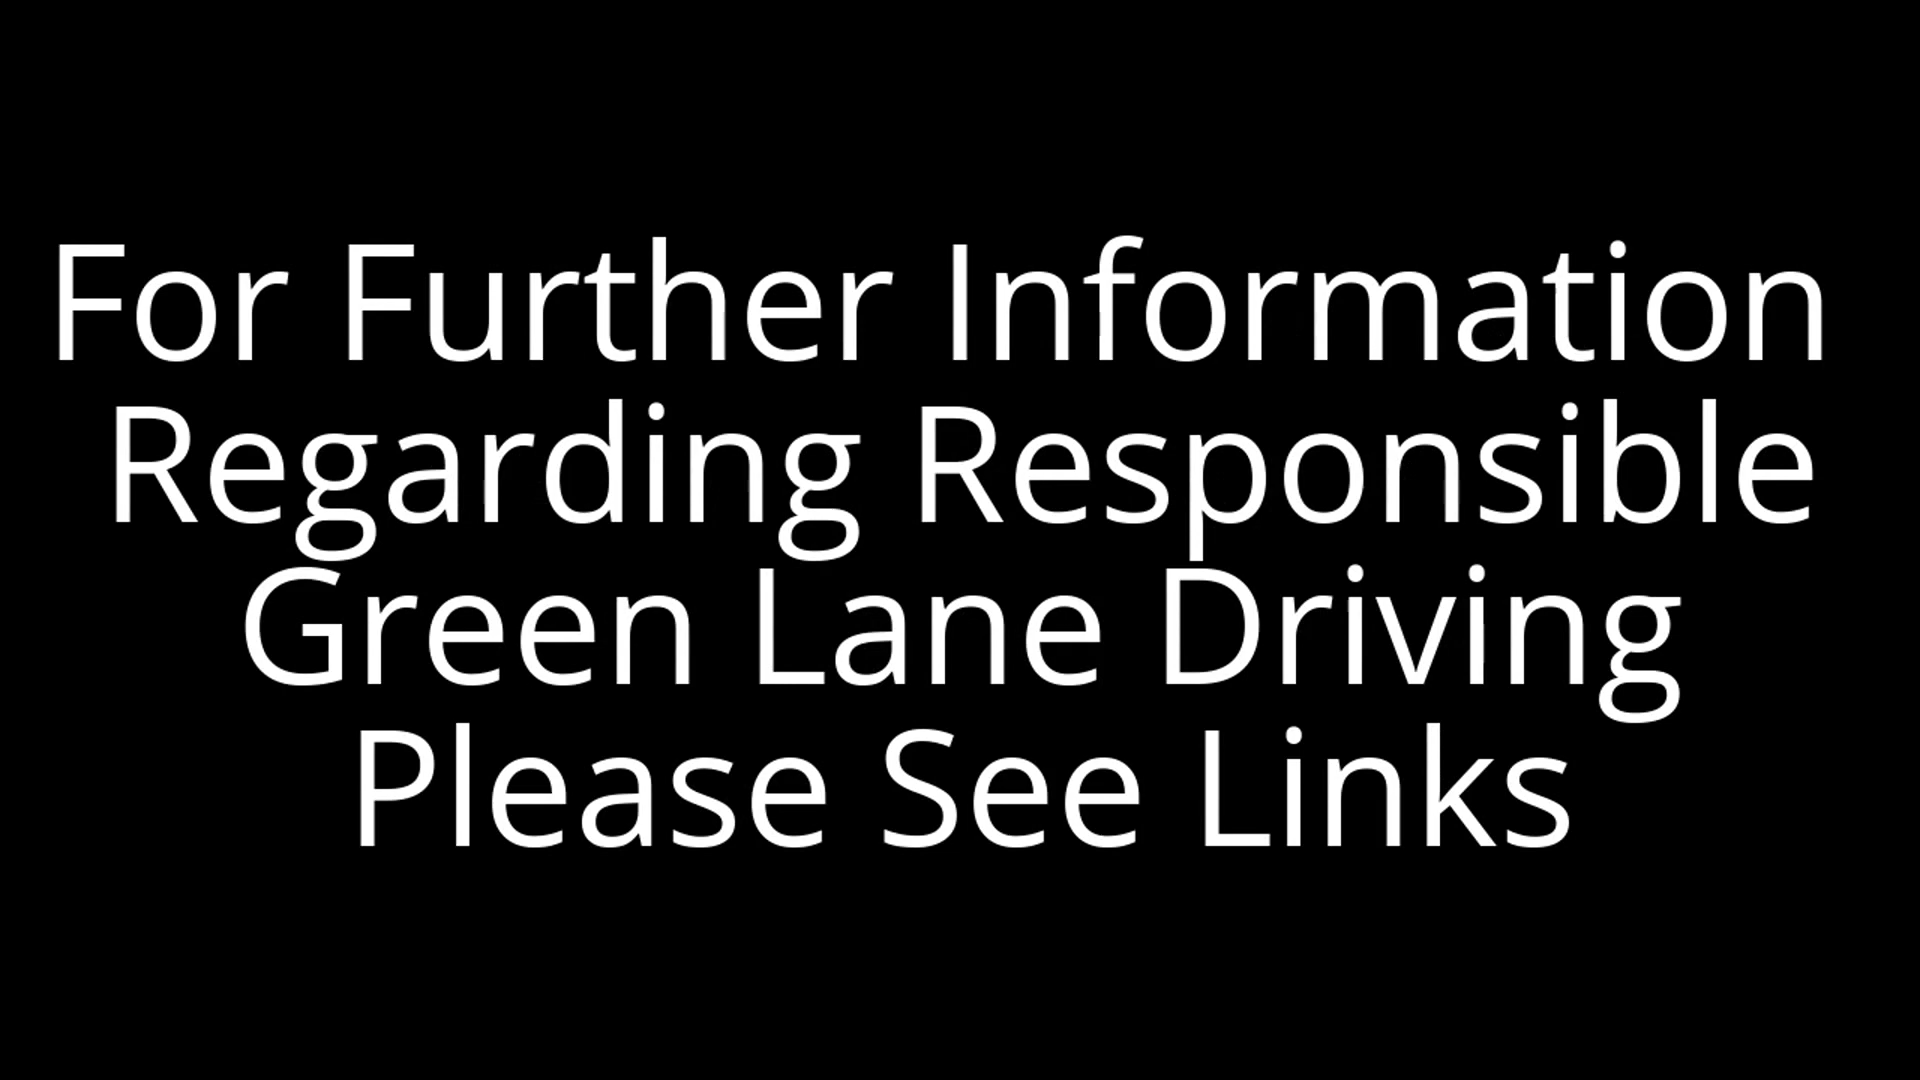 For Further Information
Regarding Responsible
Green Lane Driving
Please See Links